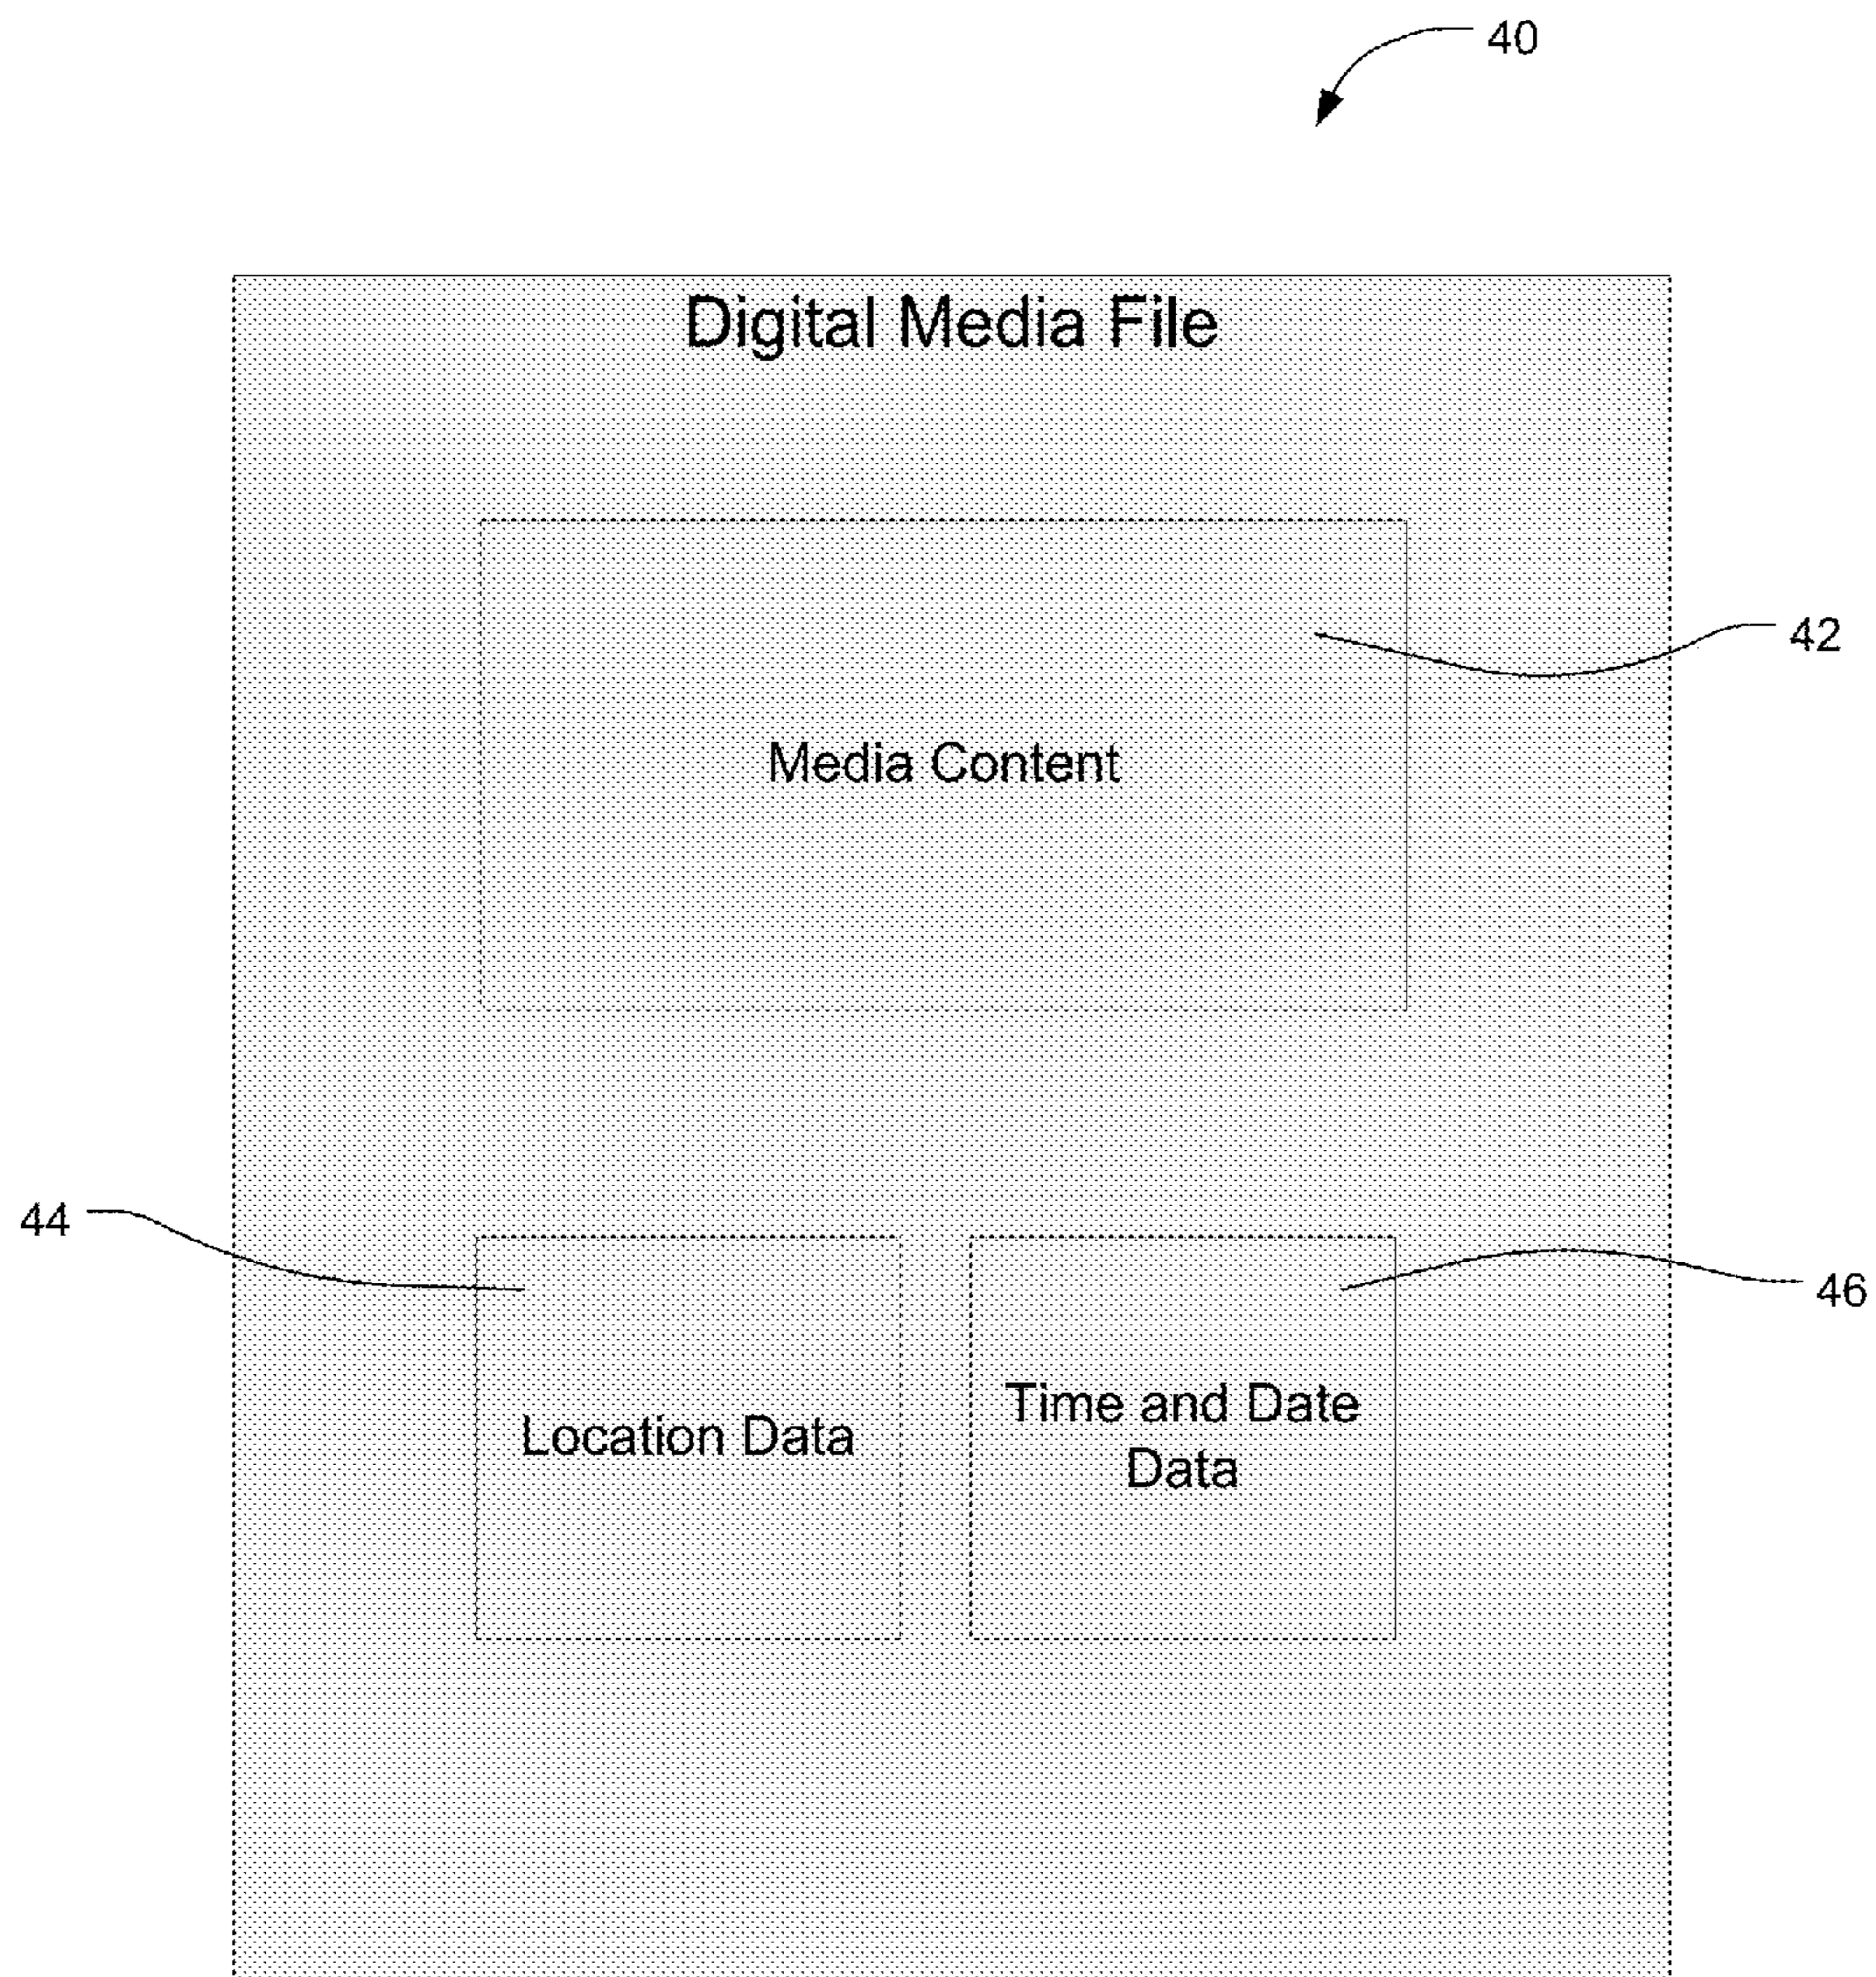 40
Digital Media File
42
Media Content
44
46
Location Data
Time and Date
Data